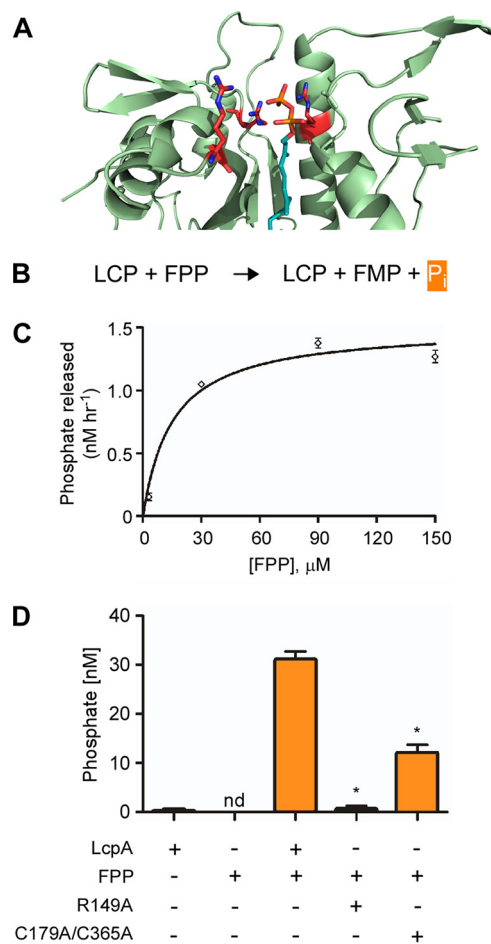 A
B LCP + FPP → LCP + FMP + Pi
C
Phosphate released
(nM hr-1)
1.5
1.0
0.5
0
0 30 60 90 120 150
[FPP], μM
D
Phosphate [nM]
40
30
20
10
0
nd * *
LcpA + - + - -
FPP - + + + +
R149A - - - + -
C179A/C365A - - - - +